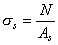 σₛ = N / Aₛ